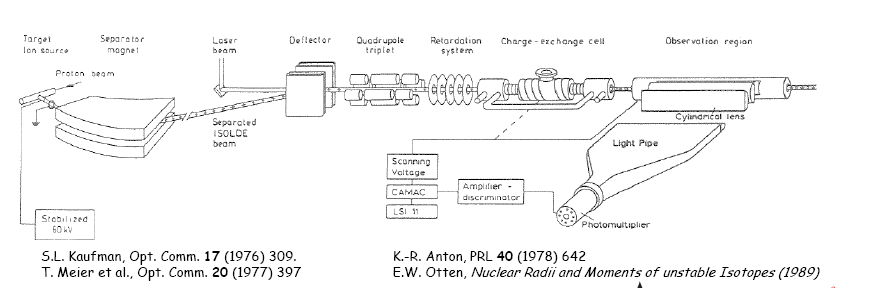 Target
Ion source
Separator
magnet
Laser
beam
Deflector
Quadrupole
triplet
Retardation
system
Charge-exchange cell
Observation region
Proton beam
Separated
ISOLDE
beam
Cylindrical lens
Light Pipe
Scanning
Voltage
CAMAC
LSI 11
Amplifier -
discriminator
Photomultiplier
Stabilized
60kV
S.L. Kaufman, Opt. Comm. 17 (1976) 309.
T. Meier et al., Opt. Comm. 20 (1977) 397
K.-R. Anton, PRL 40 (1978) 642
E.W. Otten, Nuclear Radii and Moments of unstable Isotopes (1989)